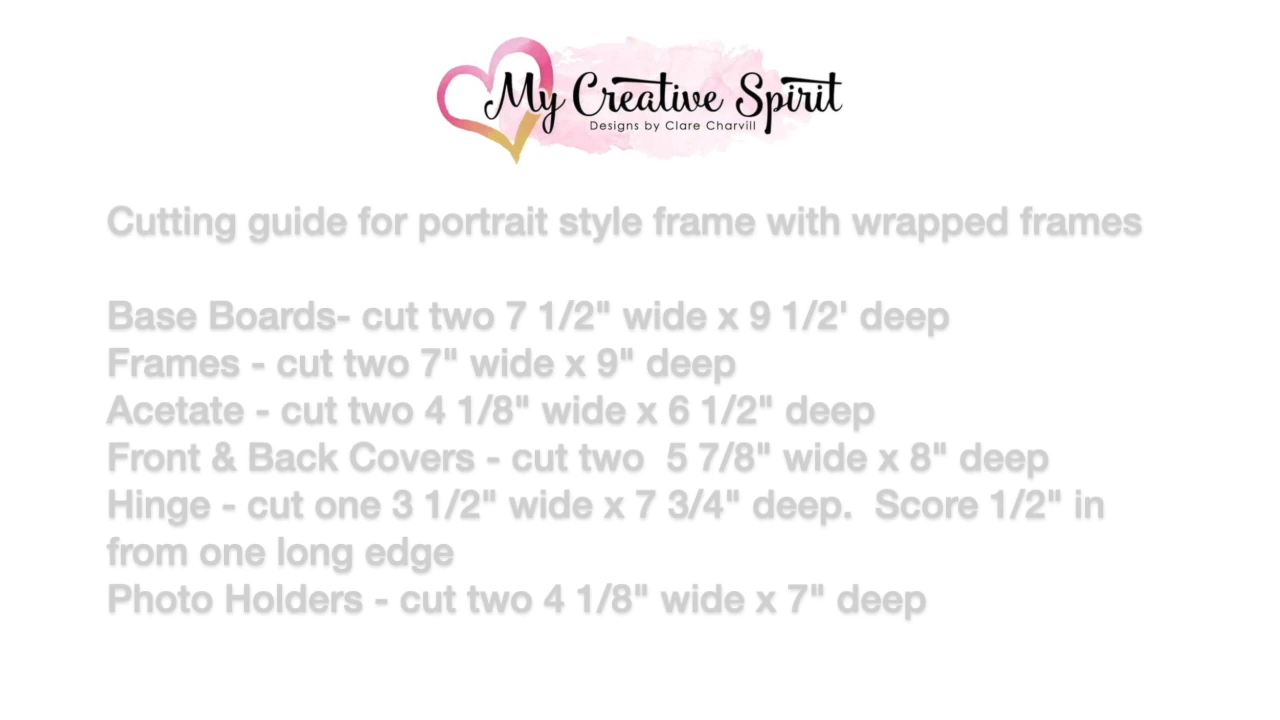 My Creative Spirit
Designs by Clare Charvill
Cutting guide for portrait style frame with wrapped frames
Base Boards- cut two 7 1/2" wide x 9 1/2' deep
Frames - cut two 7" wide x 9" deep
Acetate - cut two 4 1/8" wide x 6 1/2" deep
Front & Back Covers - cut two  5 7/8" wide x 8" deep
Hinge - cut one 3 1/2" wide x 7 3/4" deep.  Score 1/2" in
from one long edge
Photo Holders - cut two 4 1/8" wide x 7" deep